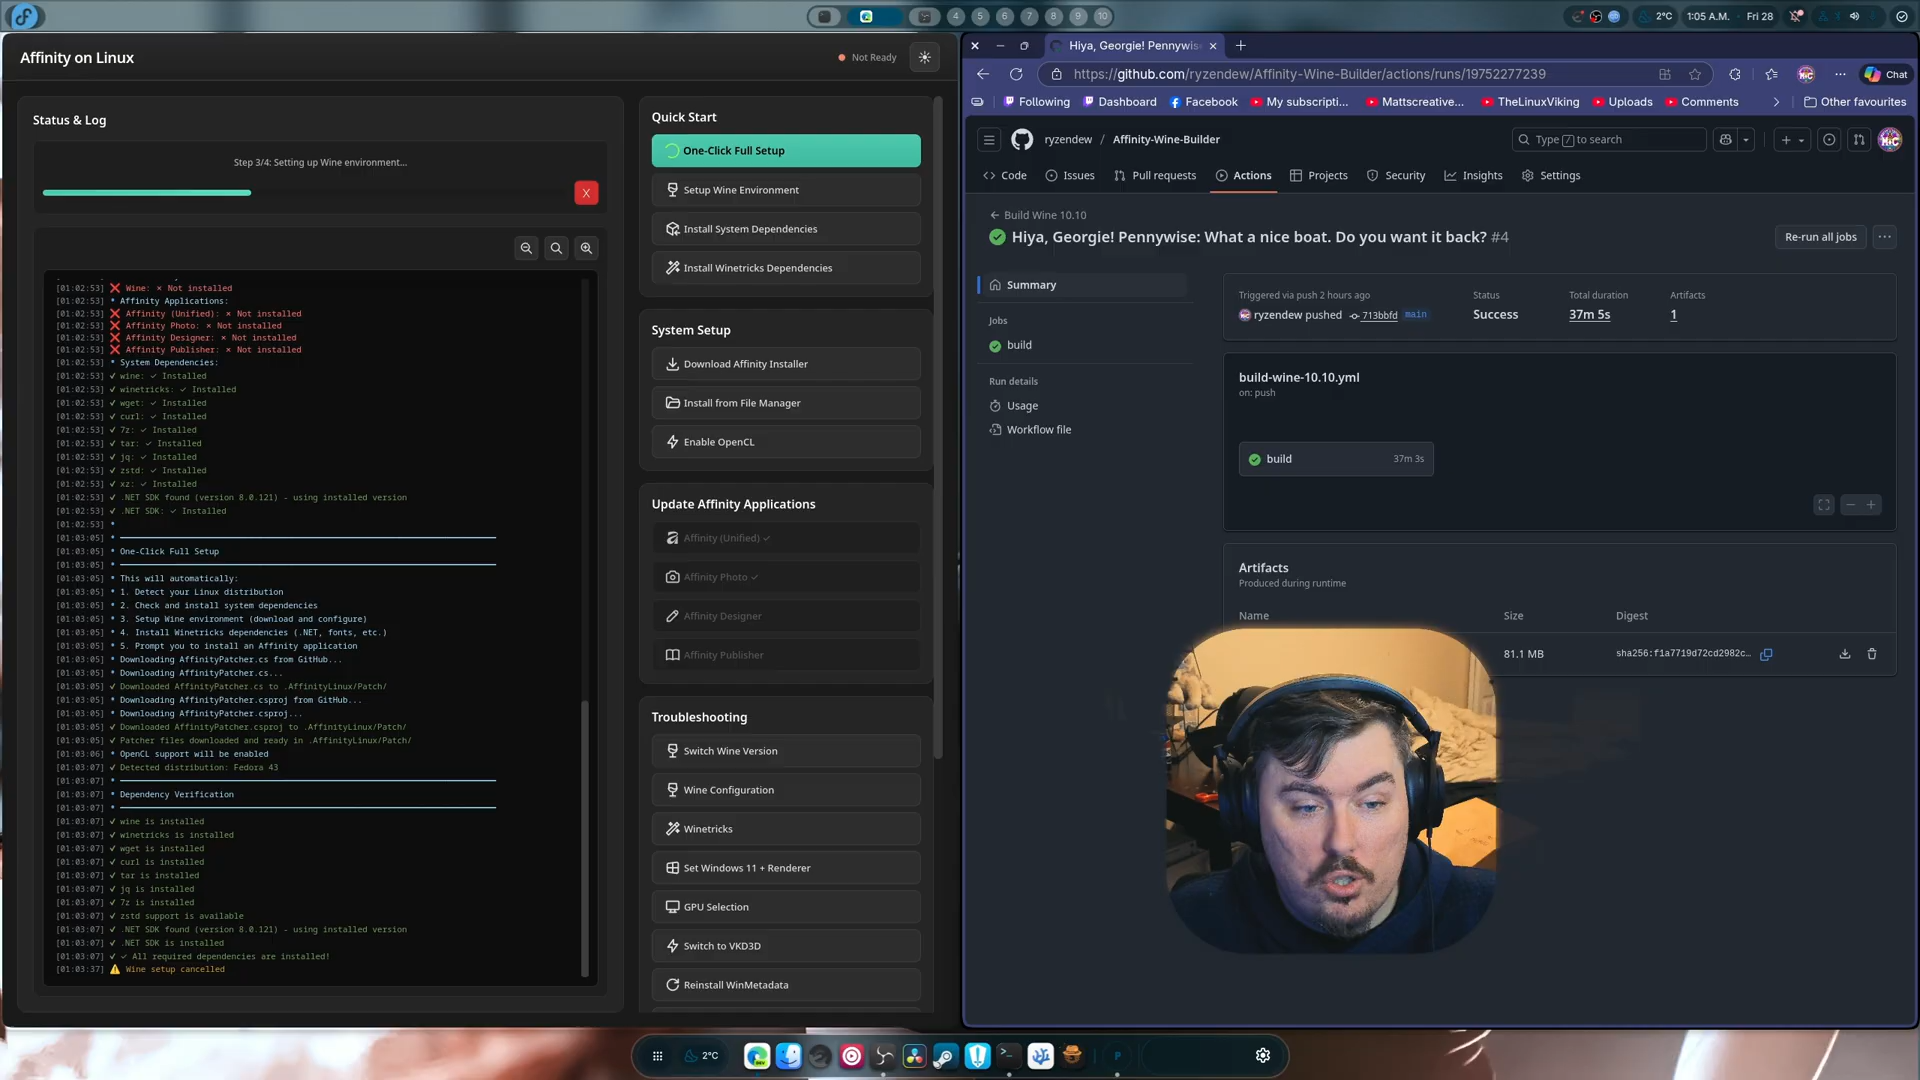 4 5 6 7 8 9 10
2°C 1:05 A.M. Fri 28
Affinity on Linux
Not Ready
Status & Log
Step 3/4: Setting up Wine environment...
X
[01:02:53] ❌ Wine: × Not installed
[01:02:53] • Affinity Applications:
[01:02:53] ❌ Affinity (Unified): × Not installed
[01:02:53] ❌ Affinity Photo: × Not installed
[01:02:53] ❌ Affinity Designer: × Not installed
[01:02:53] ❌ Affinity Publisher: × Not installed
[01:02:53] • System Dependencies:
[01:02:53] ✓ wine: ✓ Installed
[01:02:53] ✓ winetricks: ✓ Installed
[01:02:53] ✓ wget: ✓ Installed
[01:02:53] ✓ curl: ✓ Installed
[01:02:53] ✓ 7z: ✓ Installed
[01:02:53] ✓ tar: ✓ Installed
[01:02:53] ✓ jq: ✓ Installed
[01:02:53] ✓ zstd: ✓ Installed
[01:02:53] ✓ xz: ✓ Installed
[01:02:53] ✓ .NET SDK found (version 8.0.121) - using installed version
[01:02:53] ✓ .NET SDK: ✓ Installed
[01:02:53] •
[01:03:05] •
[01:03:05] • One-Click Full Setup
[01:03:05] •
[01:03:05] • This will automatically:
[01:03:05] • 1. Detect your Linux distribution
[01:03:05] • 2. Check and install system dependencies
[01:03:05] • 3. Setup Wine environment (download and configure)
[01:03:05] • 4. Install Winetricks dependencies (.NET, fonts, etc.)
[01:03:05] • 5. Prompt you to install an Affinity application
[01:03:05] • Downloading AffinityPatcher.cs from GitHub...
[01:03:05] • Downloading AffinityPatcher.cs...
[01:03:05] ✓ Downloaded AffinityPatcher.cs to .AffinityLinux/Patch/
[01:03:05] • Downloading AffinityPatcher.csproj from GitHub...
[01:03:05] • Downloading AffinityPatcher.csproj...
[01:03:05] ✓ Downloaded AffinityPatcher.csproj to .AffinityLinux/Patch/
[01:03:05] ✓ Patcher files downloaded and ready in .AffinityLinux/Patch/
[01:03:06] • OpenCL support will be enabled
[01:03:07] ✓ Detected distribution: Fedora 43
[01:03:07] •
[01:03:07] • Dependency Verification
[01:03:07] •
[01:03:07] ✓ wine is installed
[01:03:07] ✓ winetricks is installed
[01:03:07] ✓ wget is installed
[01:03:07] ✓ curl is installed
[01:03:07] ✓ tar is installed
[01:03:07] ✓ jq is installed
[01:03:07] ✓ 7z is installed
[01:03:07] ✓ zstd support is available
[01:03:07] ✓ .NET SDK found (version 8.0.121) - using installed version
[01:03:07] ✓ .NET SDK is installed
[01:03:07] ✓ ✓ All required dependencies are installed!
[01:03:37] ⚠ Wine setup cancelled
Quick Start
One-Click Full Setup
Setup Wine Environment
Install System Dependencies
Install Winetricks Dependencies
System Setup
Download Affinity Installer
Install from File Manager
Enable OpenCL
Update Affinity Applications
Affinity (Unified) ✓
Affinity Photo ✓
Affinity Designer
Affinity Publisher
Troubleshooting
Switch Wine Version
Wine Configuration
Winetricks
Set Windows 11 + Renderer
GPU Selection
Switch to VKD3D
Reinstall WinMetadata
Hiya, Georgie! Pennywise
https://github.com/ryzendew/Affinity-Wine-Builder/actions/runs/19752277239
Chat
Following Dashboard Facebook My subscripti... Mattscreative... TheLinuxViking Uploads Comments Other favourites
ryzendew / Affinity-Wine-Builder
Type / to search
Code Issues Pull requests Actions Projects Security Insights Settings
Build Wine 10.10
Hiya, Georgie! Pennywise: What a nice boat. Do you want it back? #4
Re-run all jobs
Summary
Jobs
build
Run details
Usage
Workflow file
Triggered via push 2 hours ago Status Total duration Artifacts
ryzendew pushed 713bbfd main Success 37m 5s 1
build-wine-10.10.yml
on: push
build 37m 3s
Artifacts
Produced during runtime
Name Size Digest
81.1 MB sha256:f1a7719d72cd2982c...
2°C